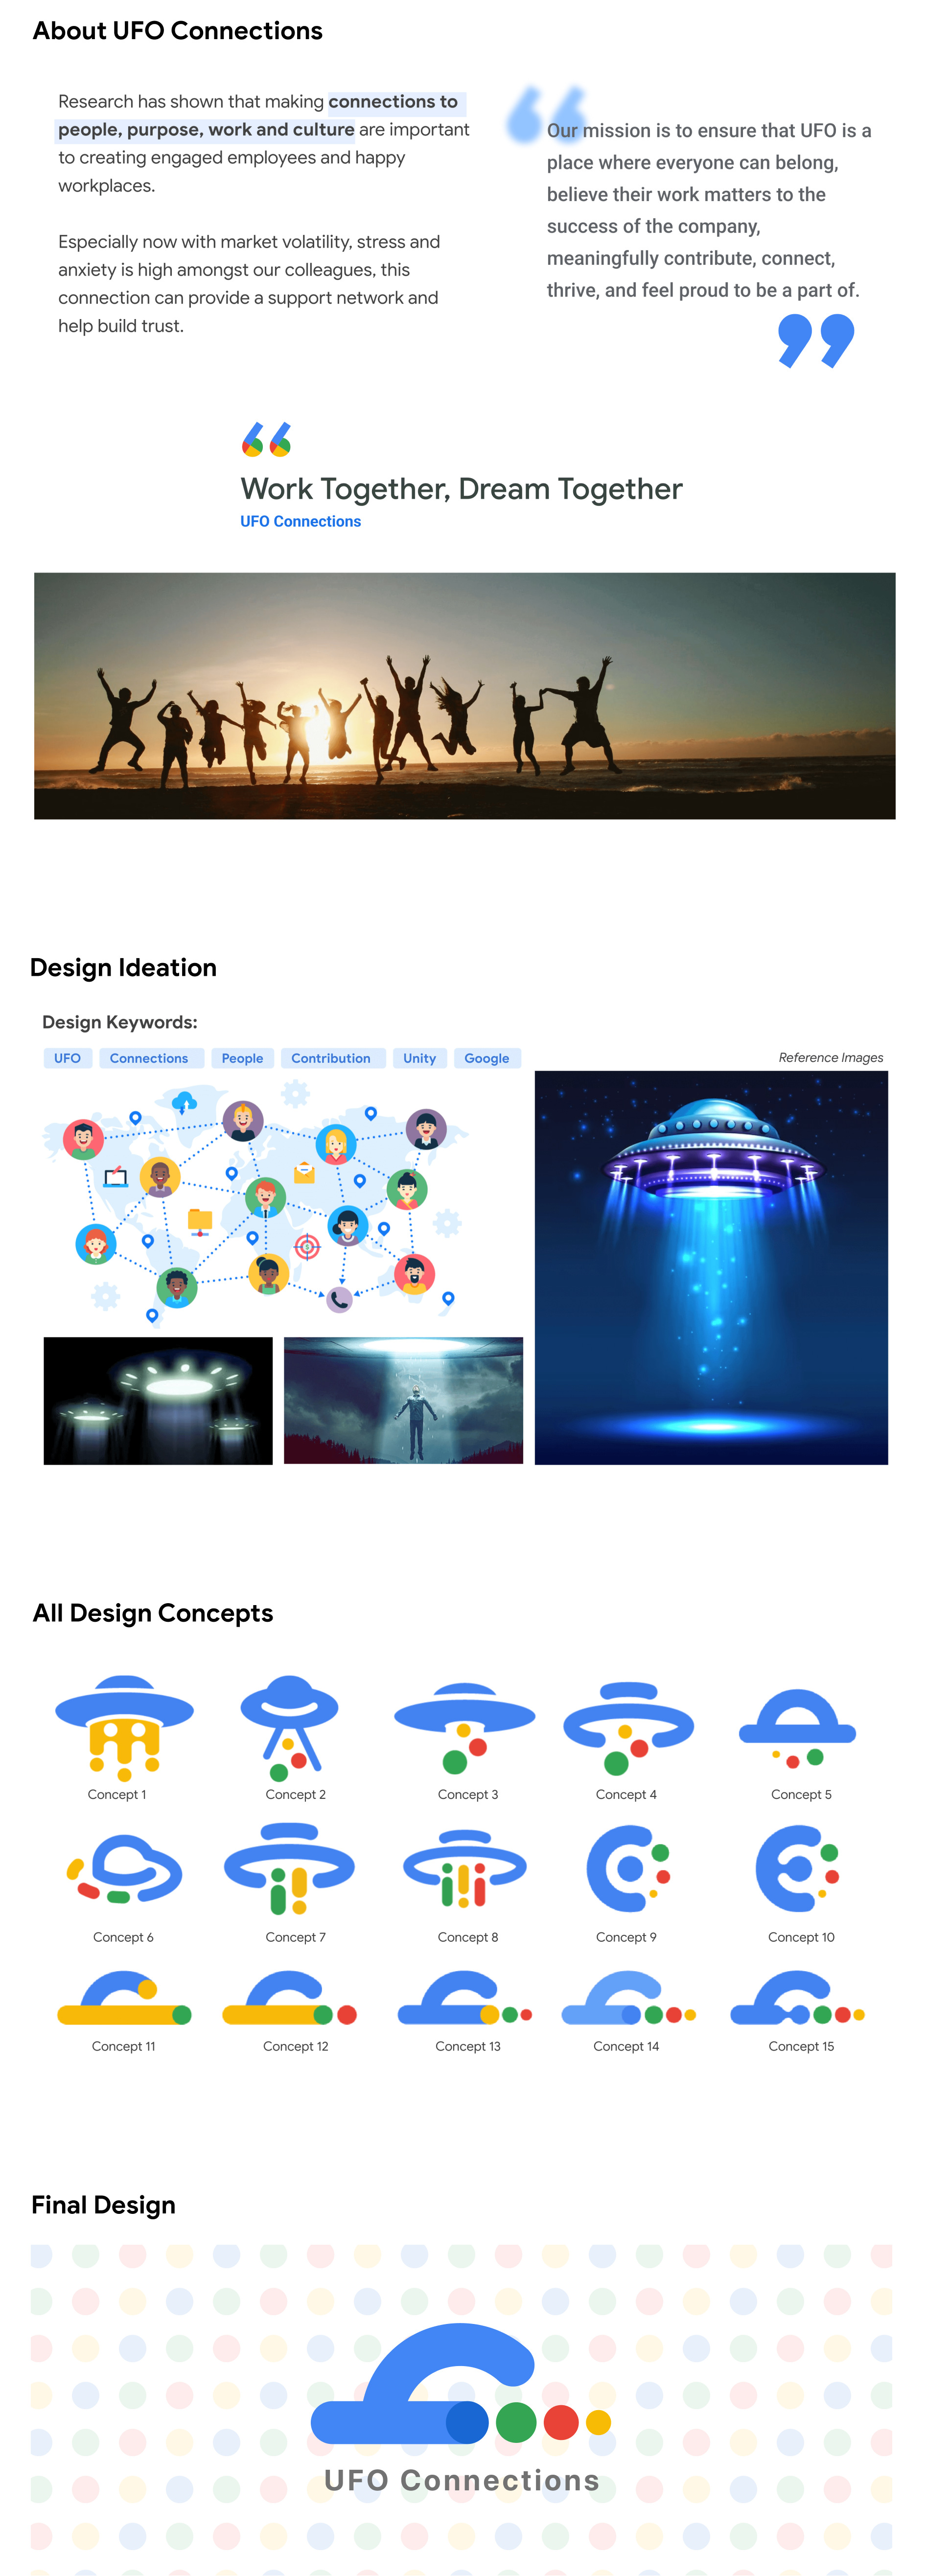 About UFO Connections
Research has shown that making connections to
people, purpose, work and culture are important
to creating engaged employees and happy
workplaces.
Especially now with market volatility, stress and
anxiety is high amongst our colleagues, this
connection can provide a support network and
help build trust.
“
Our mission is to ensure that UFO is a
place where everyone can belong,
believe their work matters to the
success of the company,
meaningfully contribute, connect,
thrive, and feel proud to be a part of.
”
“
Work Together, Dream Together
UFO Connections
Design Ideation
Design Keywords:
UFO Connections People Contribution Unity Google
Reference Images
All Design Concepts
Concept 1 Concept 2 Concept 3 Concept 4 Concept 5
Concept 6 Concept 7 Concept 8 Concept 9 Concept 10
Concept 11 Concept 12 Concept 13 Concept 14 Concept 15
Final Design
UFO Connections